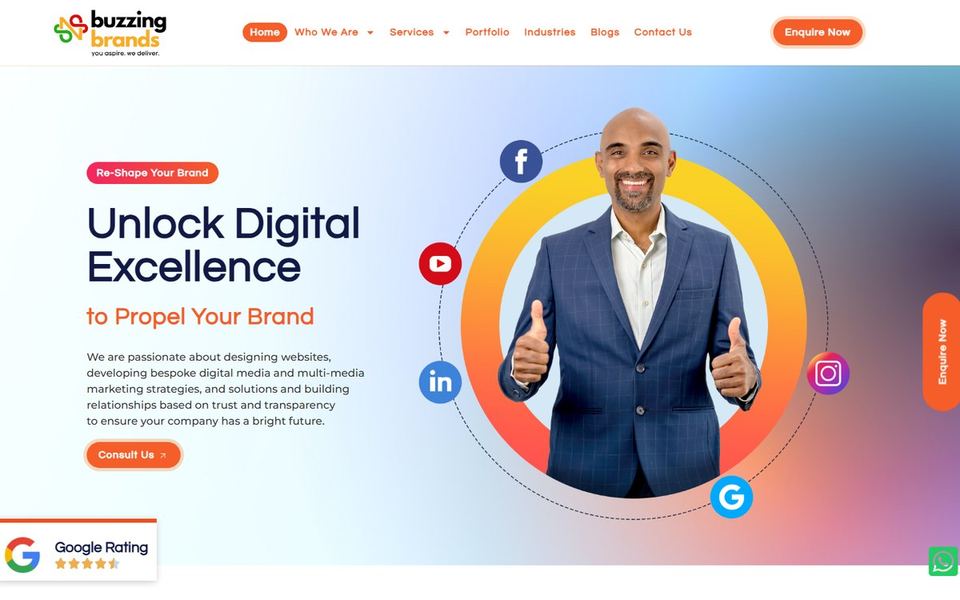 buzzing
brands
you aspire. we deliver.
Home
Who We Are
Services
Portfolio
Industries
Blogs
Contact Us
Enquire Now
Re-Shape Your Brand
Unlock Digital
Excellence
to Propel Your Brand
We are passionate about designing websites,
developing bespoke digital media and multi-media
marketing strategies, and solutions and building
relationships based on trust and transparency
to ensure your company has a bright future.
Consult Us
f
in
G
Enquire Now
G
Google Rating